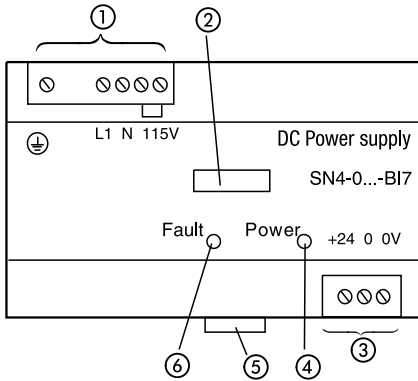 1
2
L1 N 115V
DC Power supply
SN4-0...-BI7
Fault
Power
+24 0 0V
6
5
4
3